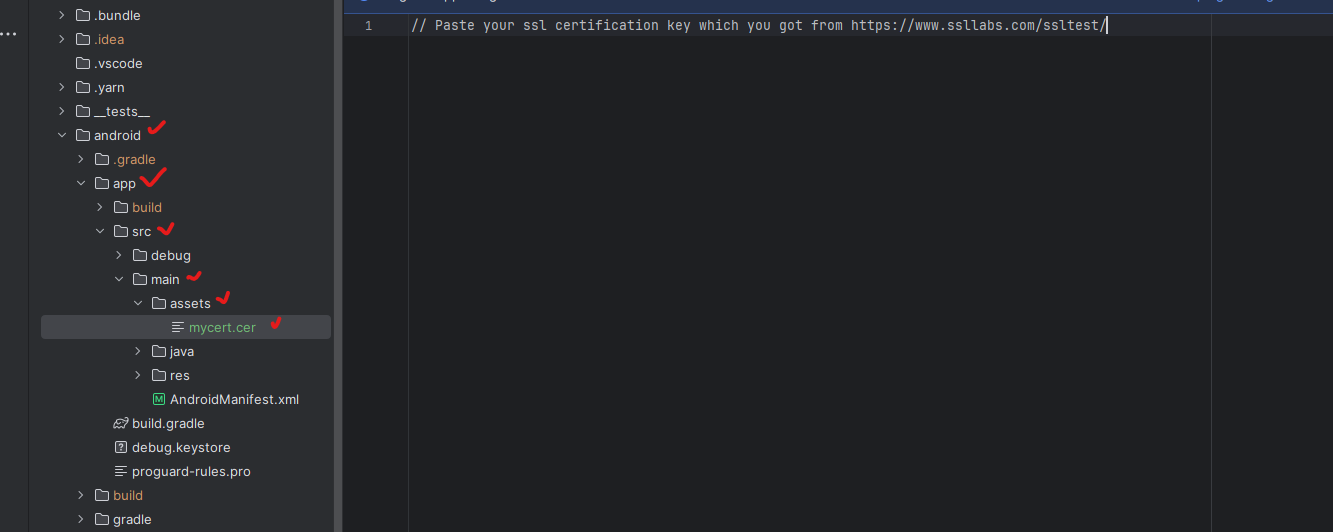 .bundle
.idea
.vscode
.yarn
__tests__
android
.gradle
app
build
src
debug
main
assets
mycert.cer
java
res
AndroidManifest.xml
build.gradle
debug.keystore
proguard-rules.pro
build
gradle
1 // Paste your ssl certification key which you got from https://www.ssllabs.com/ssltest/